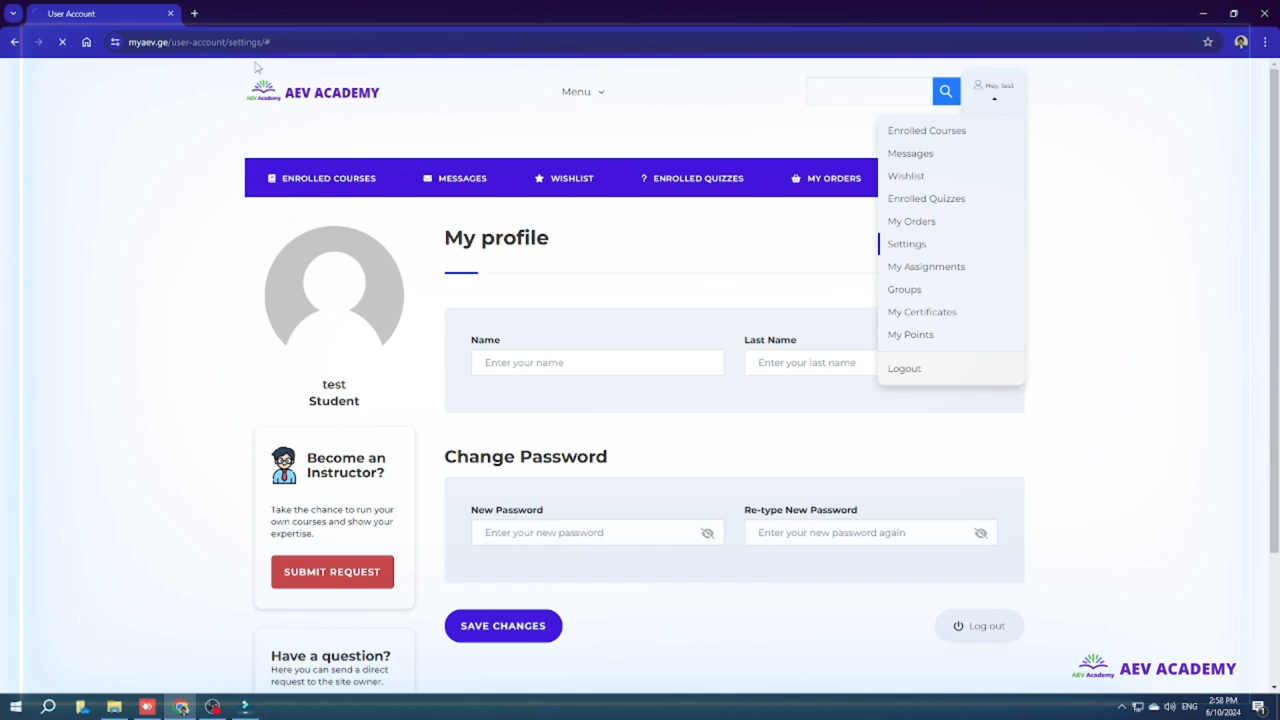 User Account
myaev.ge/user-account/settings/#
AEV Academy
AEV ACADEMY
Menu
Hey, test
Enrolled Courses
Messages
Wishlist
Enrolled Quizzes
My Orders
Settings
My Assignments
Groups
My Certificates
My Points
Logout
ENROLLED COURSES
MESSAGES
WISHLIST
ENROLLED QUIZZES
MY ORDERS
My profile
Name
Last Name
Enter your name
Enter your last name
test
Student
Change Password
New Password
Re-type New Password
Enter your new password
Enter your new password again
Become an
Instructor?
Take the chance to run your
own courses and show your
expertise.
SUBMIT REQUEST
SAVE CHANGES
Log out
Have a question?
Here you can send a direct
request to the site owner.
AEV Academy
AEV ACADEMY
ENG
2:58 PM
6/10/2024